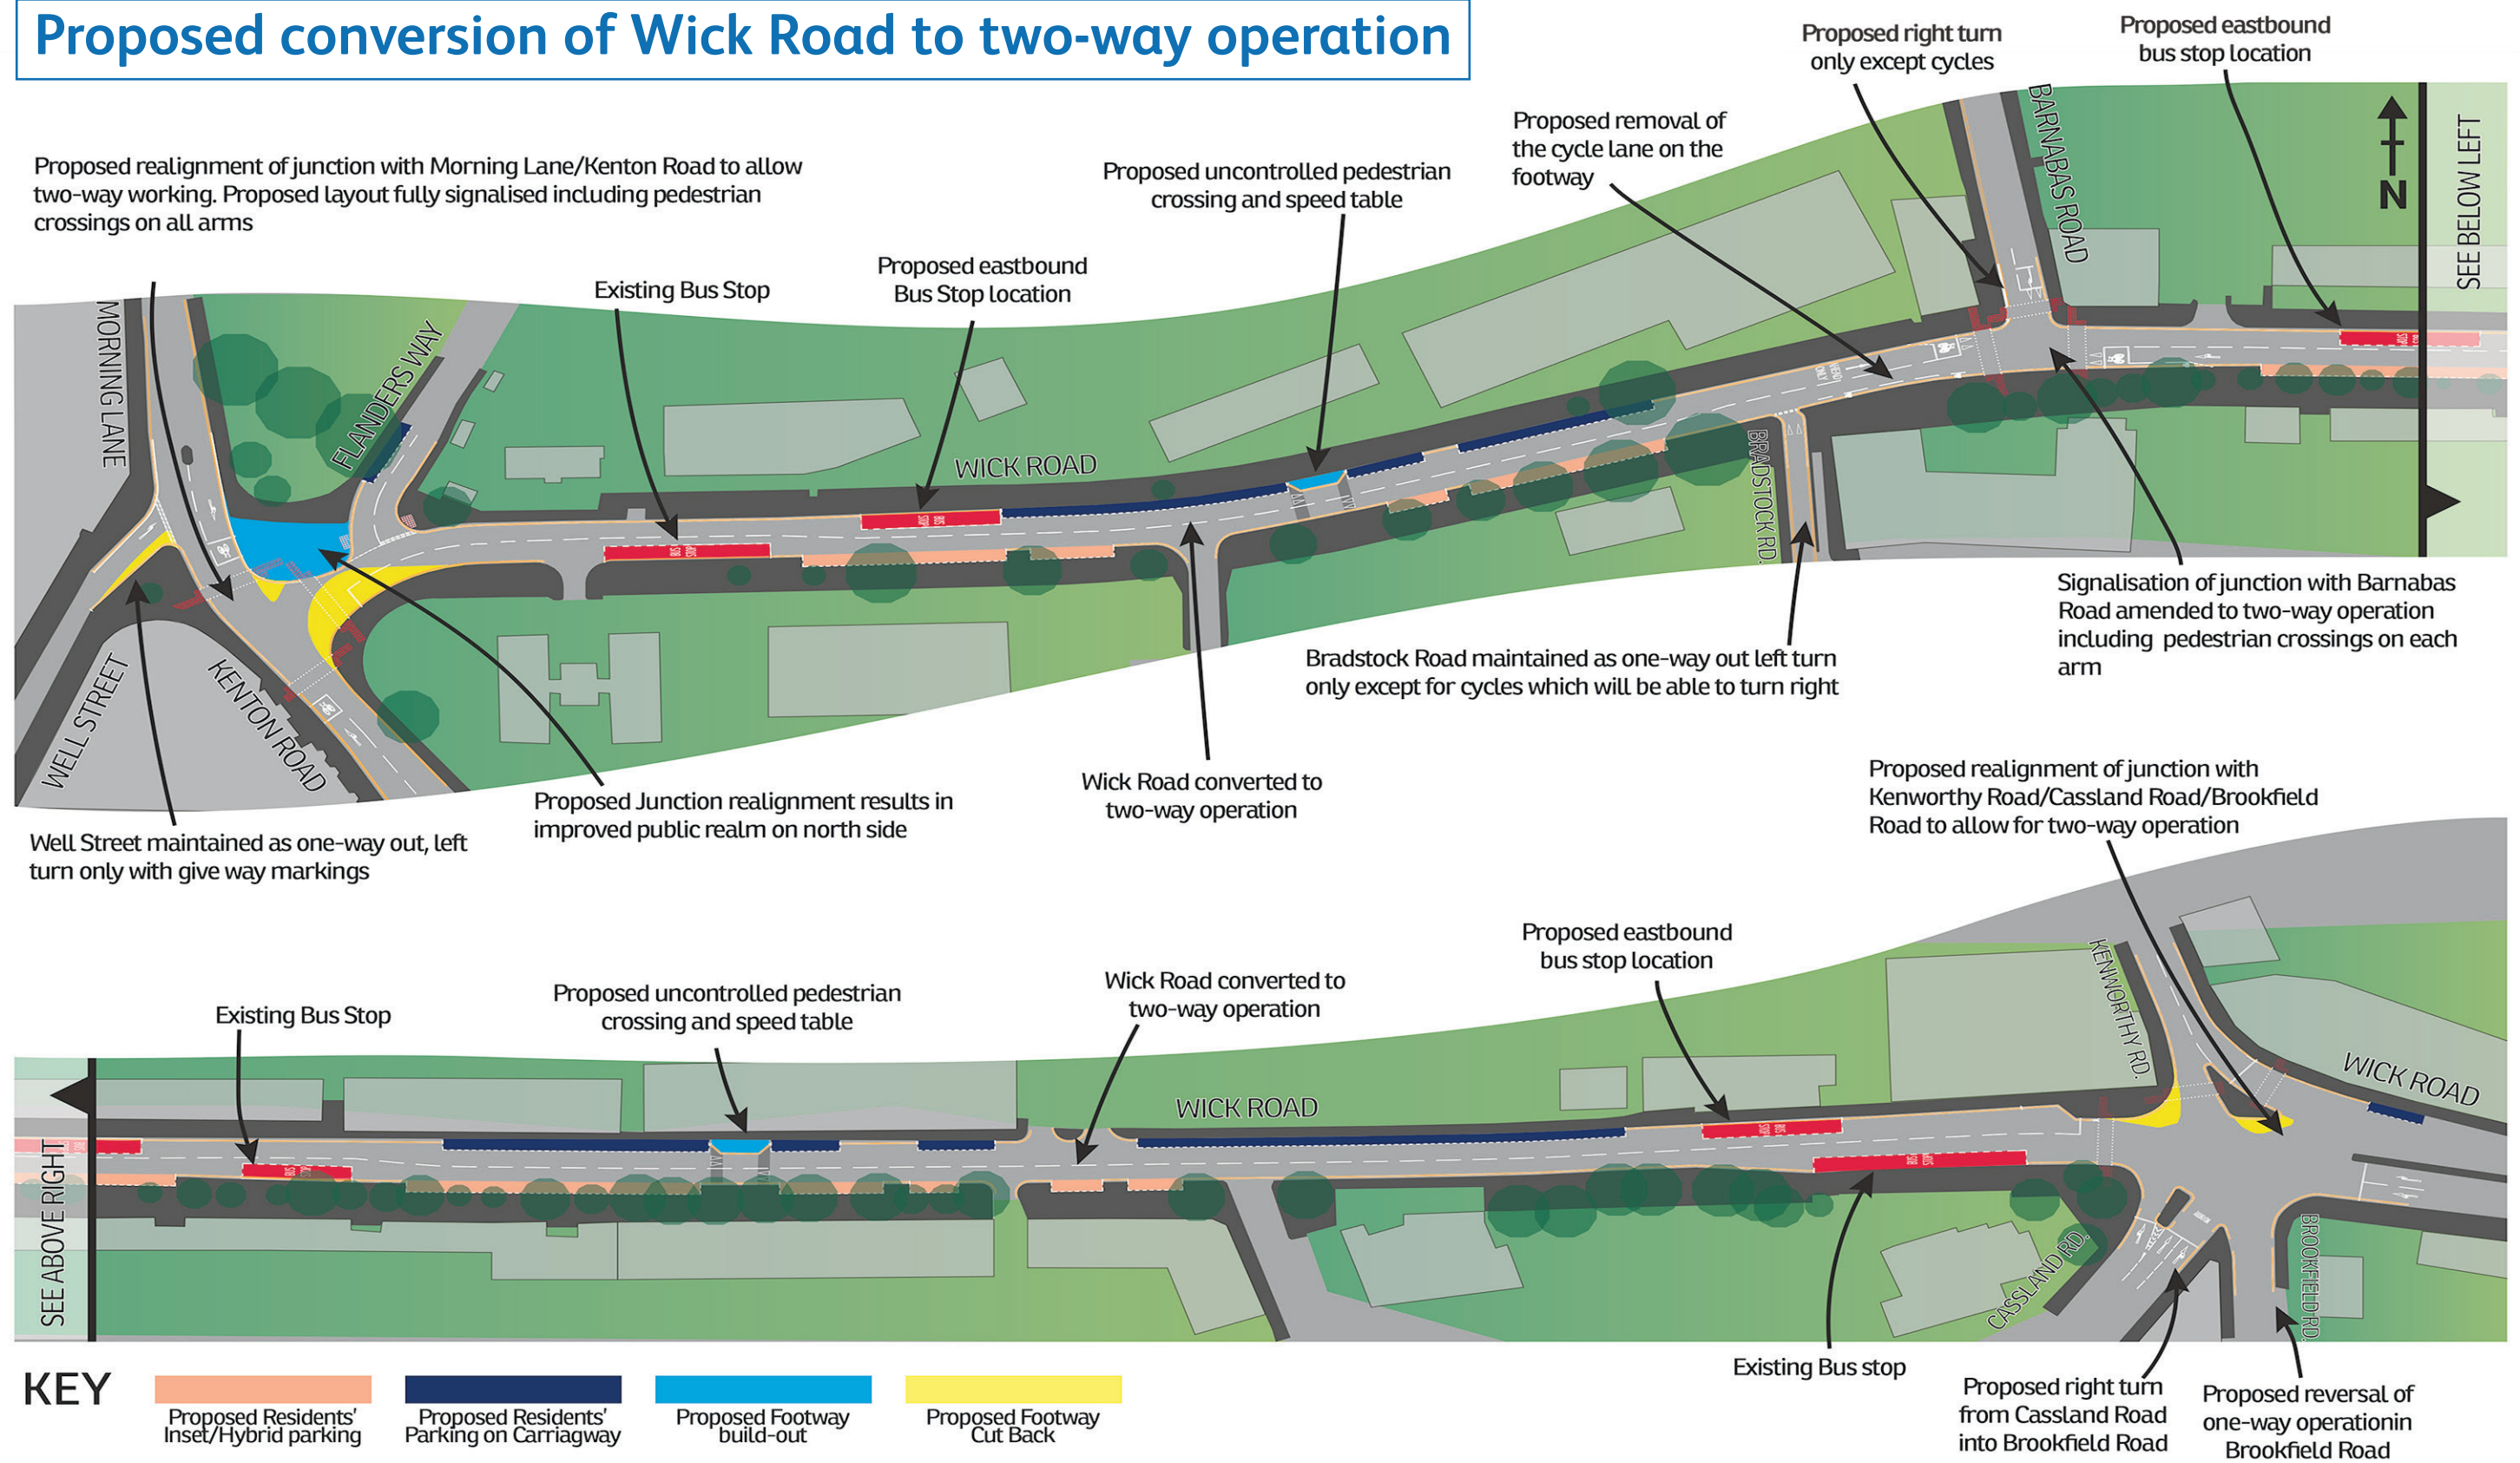 Proposed conversion of Wick Road to two-way operation
Proposed realignment of junction with Morning Lane/Kenton Road to allow
two-way working. Proposed layout fully signalised including pedestrian
crossings on all arms
Existing Bus Stop
Proposed eastbound
Bus Stop location
Proposed uncontrolled pedestrian
crossing and speed table
Proposed removal of
the cycle lane on the
footway
Proposed right turn
only except cycles
Proposed eastbound
bus stop location
MORNING LANE
FLANDERS WAY
WICK ROAD
BARNABAS ROAD
N
SEE BELOW LEFT
BUS STOP
BUS STOP
BUS STOP
BRADSTOCK RD.
WELL STREET
KENTON ROAD
Well Street maintained as one-way out, left
turn only with give way markings
Proposed Junction realignment results in
improved public realm on north side
Wick Road converted to
two-way operation
Bradstock Road maintained as one-way out left turn
only except for cycles which will be able to turn right
Signalisation of junction with Barnabas
Road amended to two-way operation
including pedestrian crossings on each
arm
Proposed realignment of junction with
Kenworthy Road/Cassland Road/Brookfield
Road to allow for two-way operation
Existing Bus Stop
Proposed uncontrolled pedestrian
crossing and speed table
Wick Road converted to
two-way operation
Proposed eastbound
bus stop location
SEE ABOVE RIGHT
WICK ROAD
KENWORTHY RD.
WICK ROAD
BUS STOP
BUS STOP
BUS STOP
CASSLAND RD.
BROOKFIELD RD.
Existing Bus stop
Proposed right turn
from Cassland Road
into Brookfield Road
Proposed reversal of
one-way operationin
Brookfield Road
KEY
Proposed Residents'
Inset/Hybrid parking
Proposed Residents'
Parking on Carriagway
Proposed Footway
build-out
Proposed Footway
Cut Back